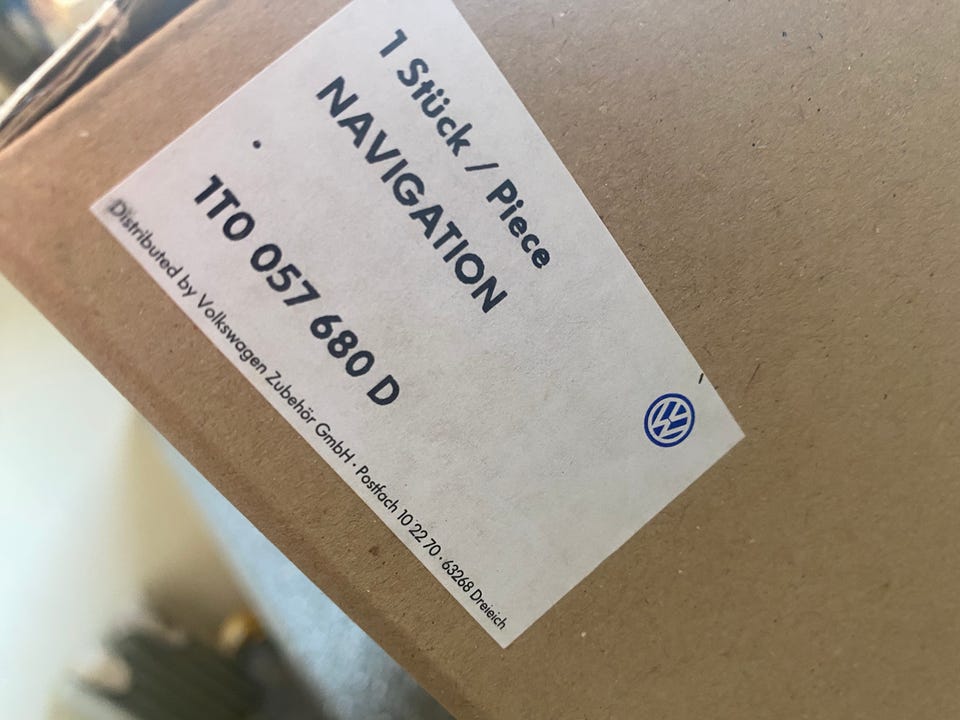 1 Stück / Piece
NAVIGATION
1T0 057 680 D
Distributed by Volkswagen Zubehör GmbH · Postfach 10 22 70 · 63268 Dreieich